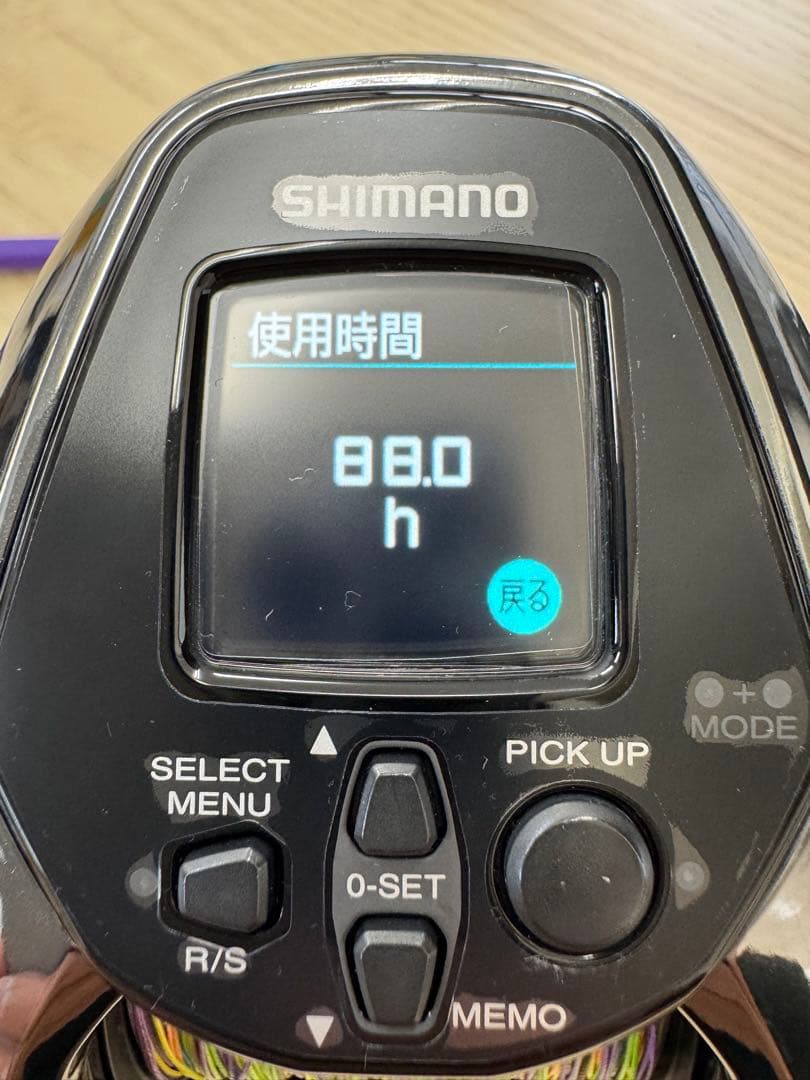 SHIMANO
使用時間
88.0
h
戻る
+
MODE
PICK UP
SELECT
MENU
0-SET
R/S
MEMO